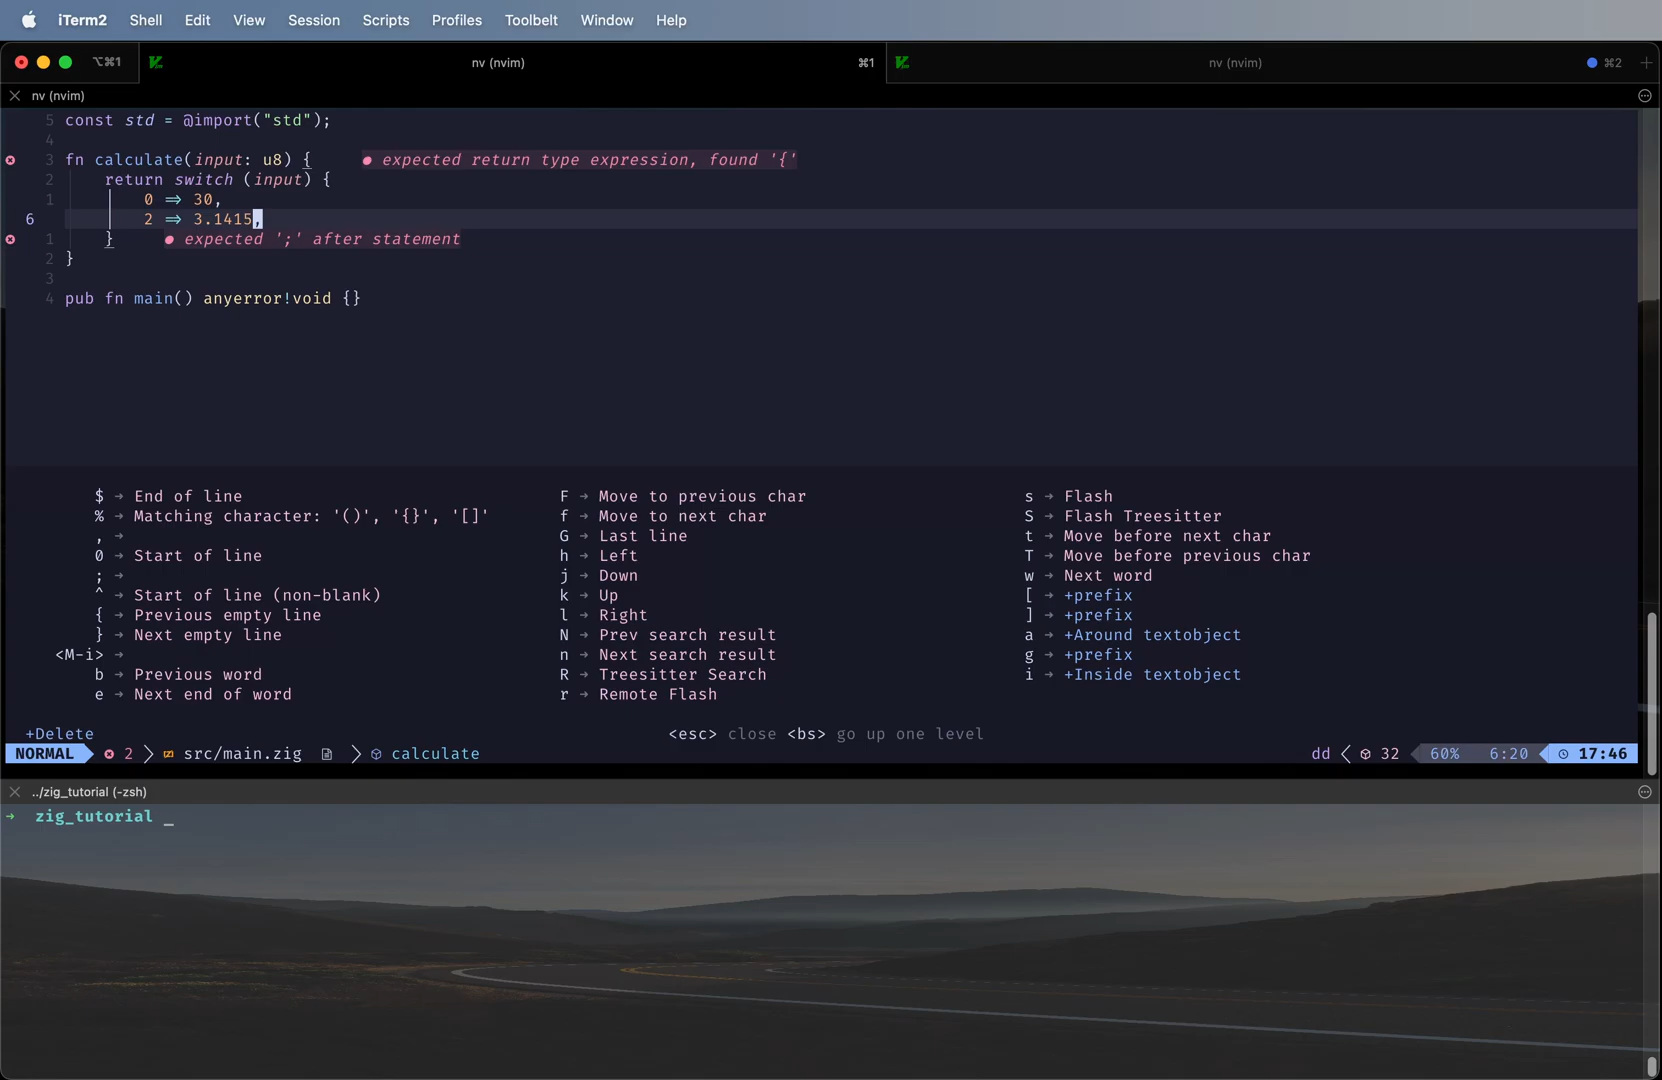 iTerm2 Shell Edit View Session Scripts Profiles Toolbelt Window Help
⌥⌘1 nv (nvim) ⌘1 nv (nvim) ⌘2 +
nv (nvim)
5 const std = @import("std");
4
3 fn calculate(input: u8) { ● expected return type expression, found '{'
2 return switch (input) {
1 0 => 30,
6 2 => 3.1415,
1 } ● expected ';' after statement
2 }
3
4 pub fn main() anyerror!void {}
$ → End of line F → Move to previous char s → Flash
% → Matching character: '()', '{}', '[]' f → Move to next char S → Flash Treesitter
, → G → Last line t → Move before next char
0 → Start of line h → Left T → Move before previous char
; → j → Down w → Next word
^ → Start of line (non-blank) k → Up [ → +prefix
{ → Previous empty line l → Right ] → +prefix
} → Next empty line N → Prev search result a → +Around textobject
<M-i> → n → Next search result g → +prefix
b → Previous word R → Treesitter Search i → +Inside textobject
e → Next end of word r → Remote Flash
+Delete <esc> close <bs> go up one level
NORMAL 2 src/main.zig calculate dd 32 60% 6:20 17:46
../zig_tutorial (-zsh)
→ zig_tutorial _